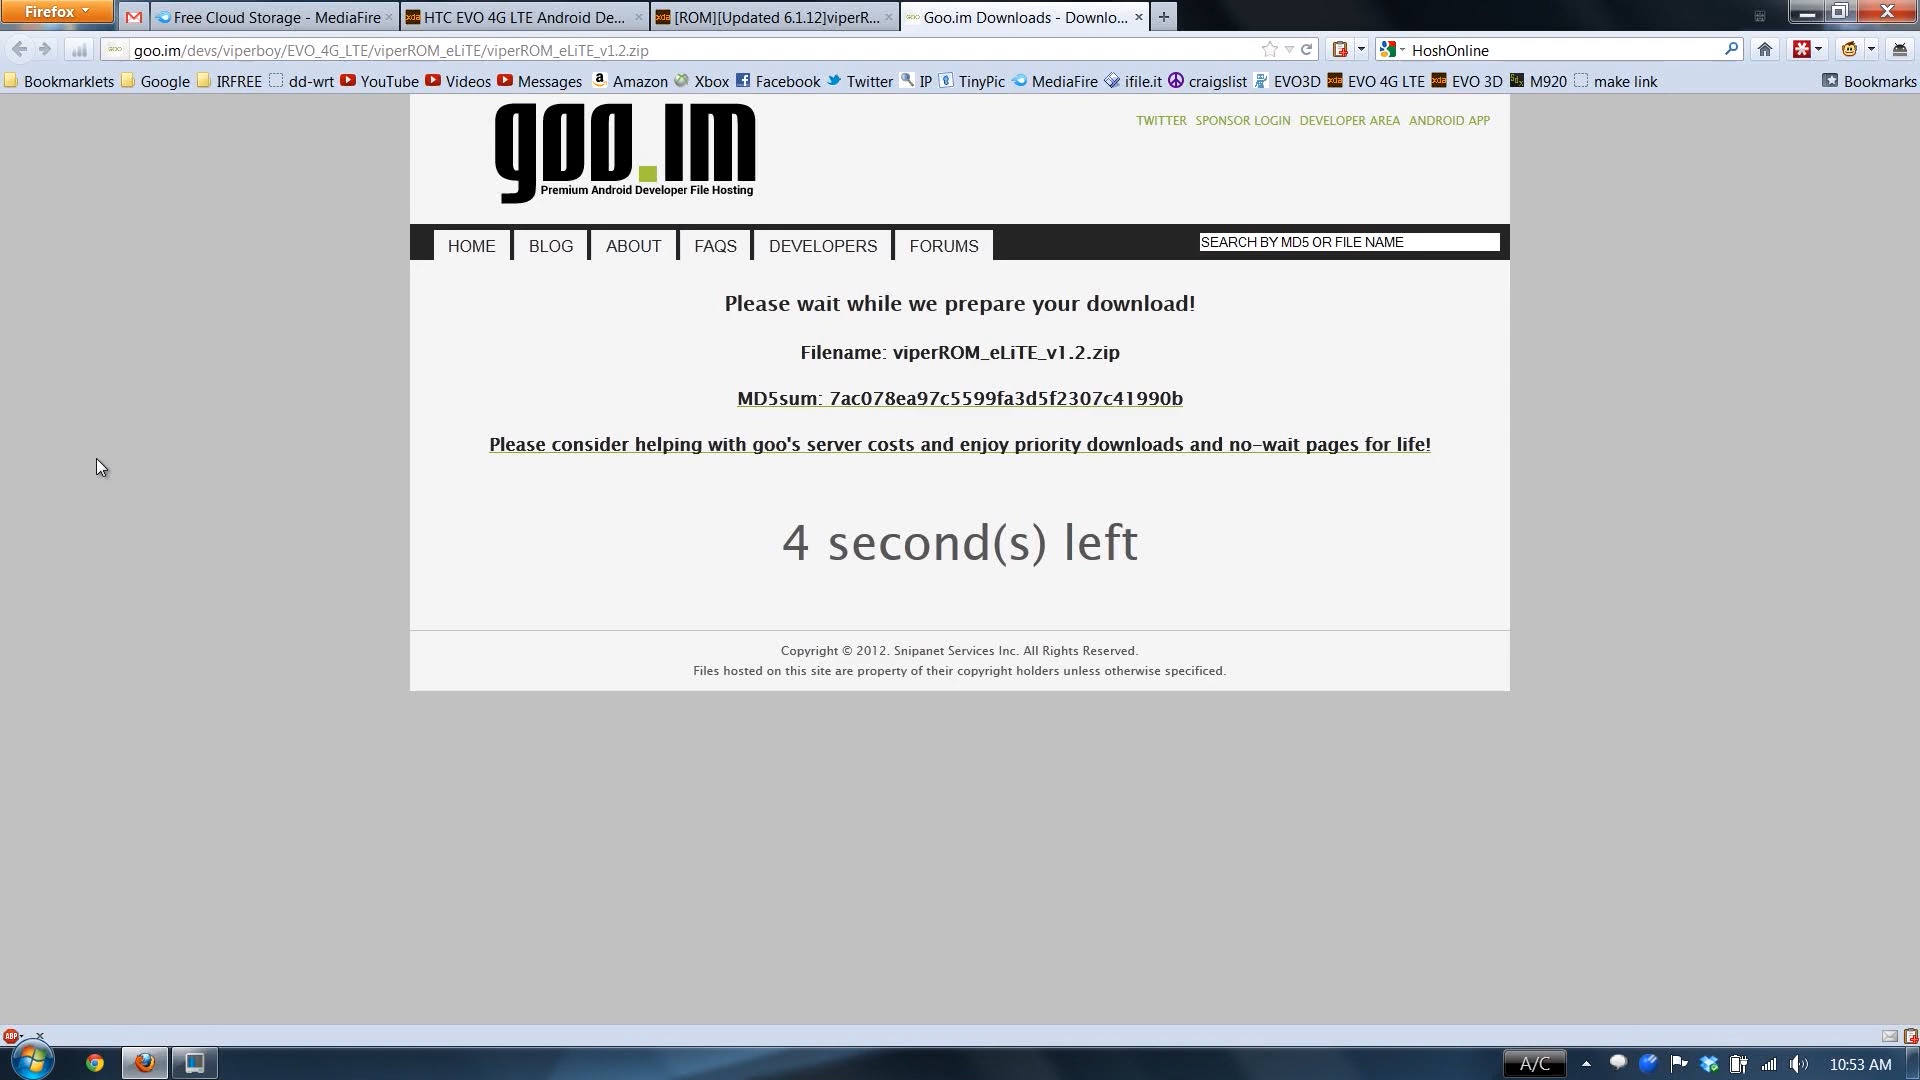 Firefox
Free Cloud Storage - MediaFire
HTC EVO 4G LTE Android De...
[ROM][Updated 6.1.12]viperR...
Goo.im Downloads - Downlo...
goo.im/devs/viperboy/EVO_4G_LTE/viperROM_eLiTE/viperROM_eLiTE_v1.2.zip
HoshOnline
Bookmarklets Google IRFREE dd-wrt YouTube Videos Messages Amazon Xbox Facebook Twitter IP TinyPic MediaFire ifile.it craigslist EVO3D EVO 4G LTE EVO 3D M920 make link Bookmarks
goo.im
Premium Android Developer File Hosting
TWITTER SPONSOR LOGIN DEVELOPER AREA ANDROID APP
HOME BLOG ABOUT FAQS DEVELOPERS FORUMS
SEARCH BY MD5 OR FILE NAME
Please wait while we prepare your download!
Filename: viperROM_eLiTE_v1.2.zip
MD5sum: 7ac078ea97c5599fa3d5f2307c41990b
Please consider helping with goo's server costs and enjoy priority downloads and no-wait pages for life!
4 second(s) left
Copyright © 2012. Snipanet Services Inc. All Rights Reserved.
Files hosted on this site are property of their copyright holders unless otherwise specificed.
ABP
A/C
10:53 AM